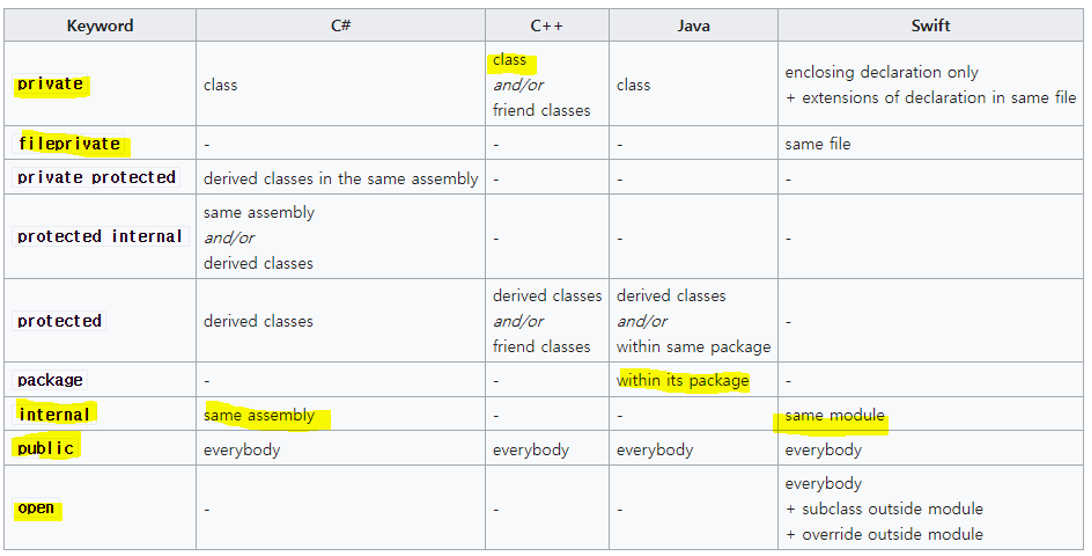 Keyword C# C++ Java Swift
private class class and/or friend classes class enclosing declaration only + extensions of declaration in same file
fileprivate - - - same file
private protected derived classes in the same assembly - - -
protected internal same assembly and/or derived classes - - -
protected derived classes derived classes and/or friend classes derived classes and/or within same package -
package - - within its package -
internal same assembly - - same module
public everybody everybody everybody everybody
open - - - everybody + subclass outside module + override outside module